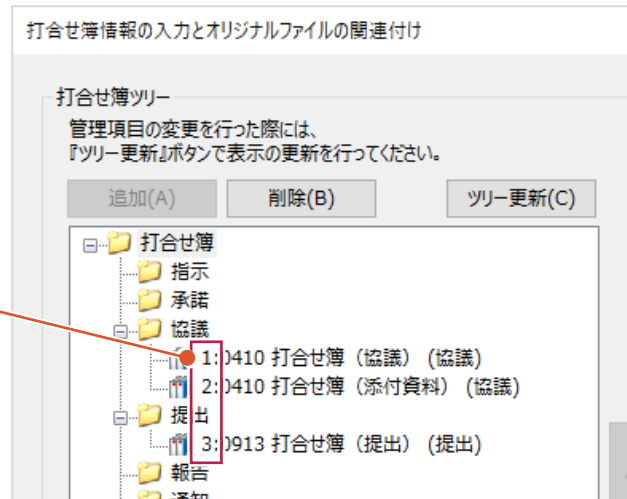 打合せ簿情報の入力とオリジナルファイルの関連付け
打合せ簿ツリー
管理項目の変更を行った際には、
『ツリー更新』ボタンで表示の更新を行ってください。
追加(A) 削除(B) ツリー更新(C)
打合せ簿
指示
承諾
協議
1:0410 打合せ簿（協議） (協議)
2:0410 打合せ簿（添付資料） (協議)
提出
3:0913 打合せ簿（提出） (提出)
報告
通知